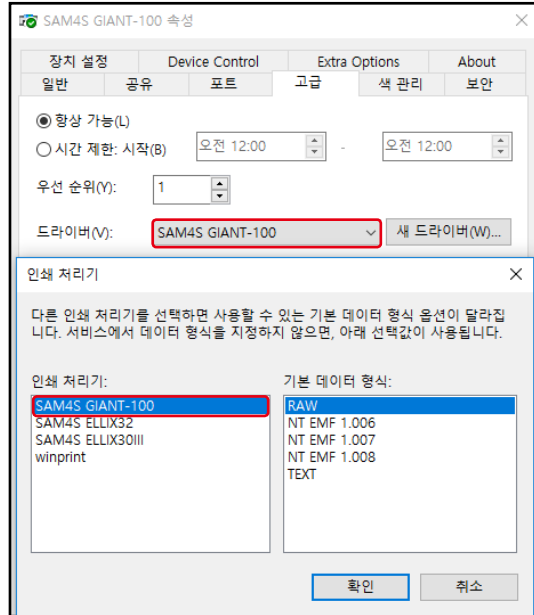 SAM4S GIANT-100 속성
장치 설정 Device Control Extra Options About
일반 공유 포트 고급 색 관리 보안
항상 가능(L)
시간 제한: 시작(B) 오전 12:00 - 오전 12:00
우선 순위(Y): 1
드라이버(V): SAM4S GIANT-100 새 드라이버(W)...
인쇄 처리기
다른 인쇄 처리기를 선택하면 사용할 수 있는 기본 데이터 형식 옵션이 달라집
니다. 서비스에서 데이터 형식을 지정하지 않으면, 아래 선택값이 사용됩니다.
인쇄 처리기: 기본 데이터 형식:
SAM4S GIANT-100 RAW
SAM4S ELLIX32 NT EMF 1.006
SAM4S ELLIX30III NT EMF 1.007
winprint NT EMF 1.008
TEXT
확인 취소